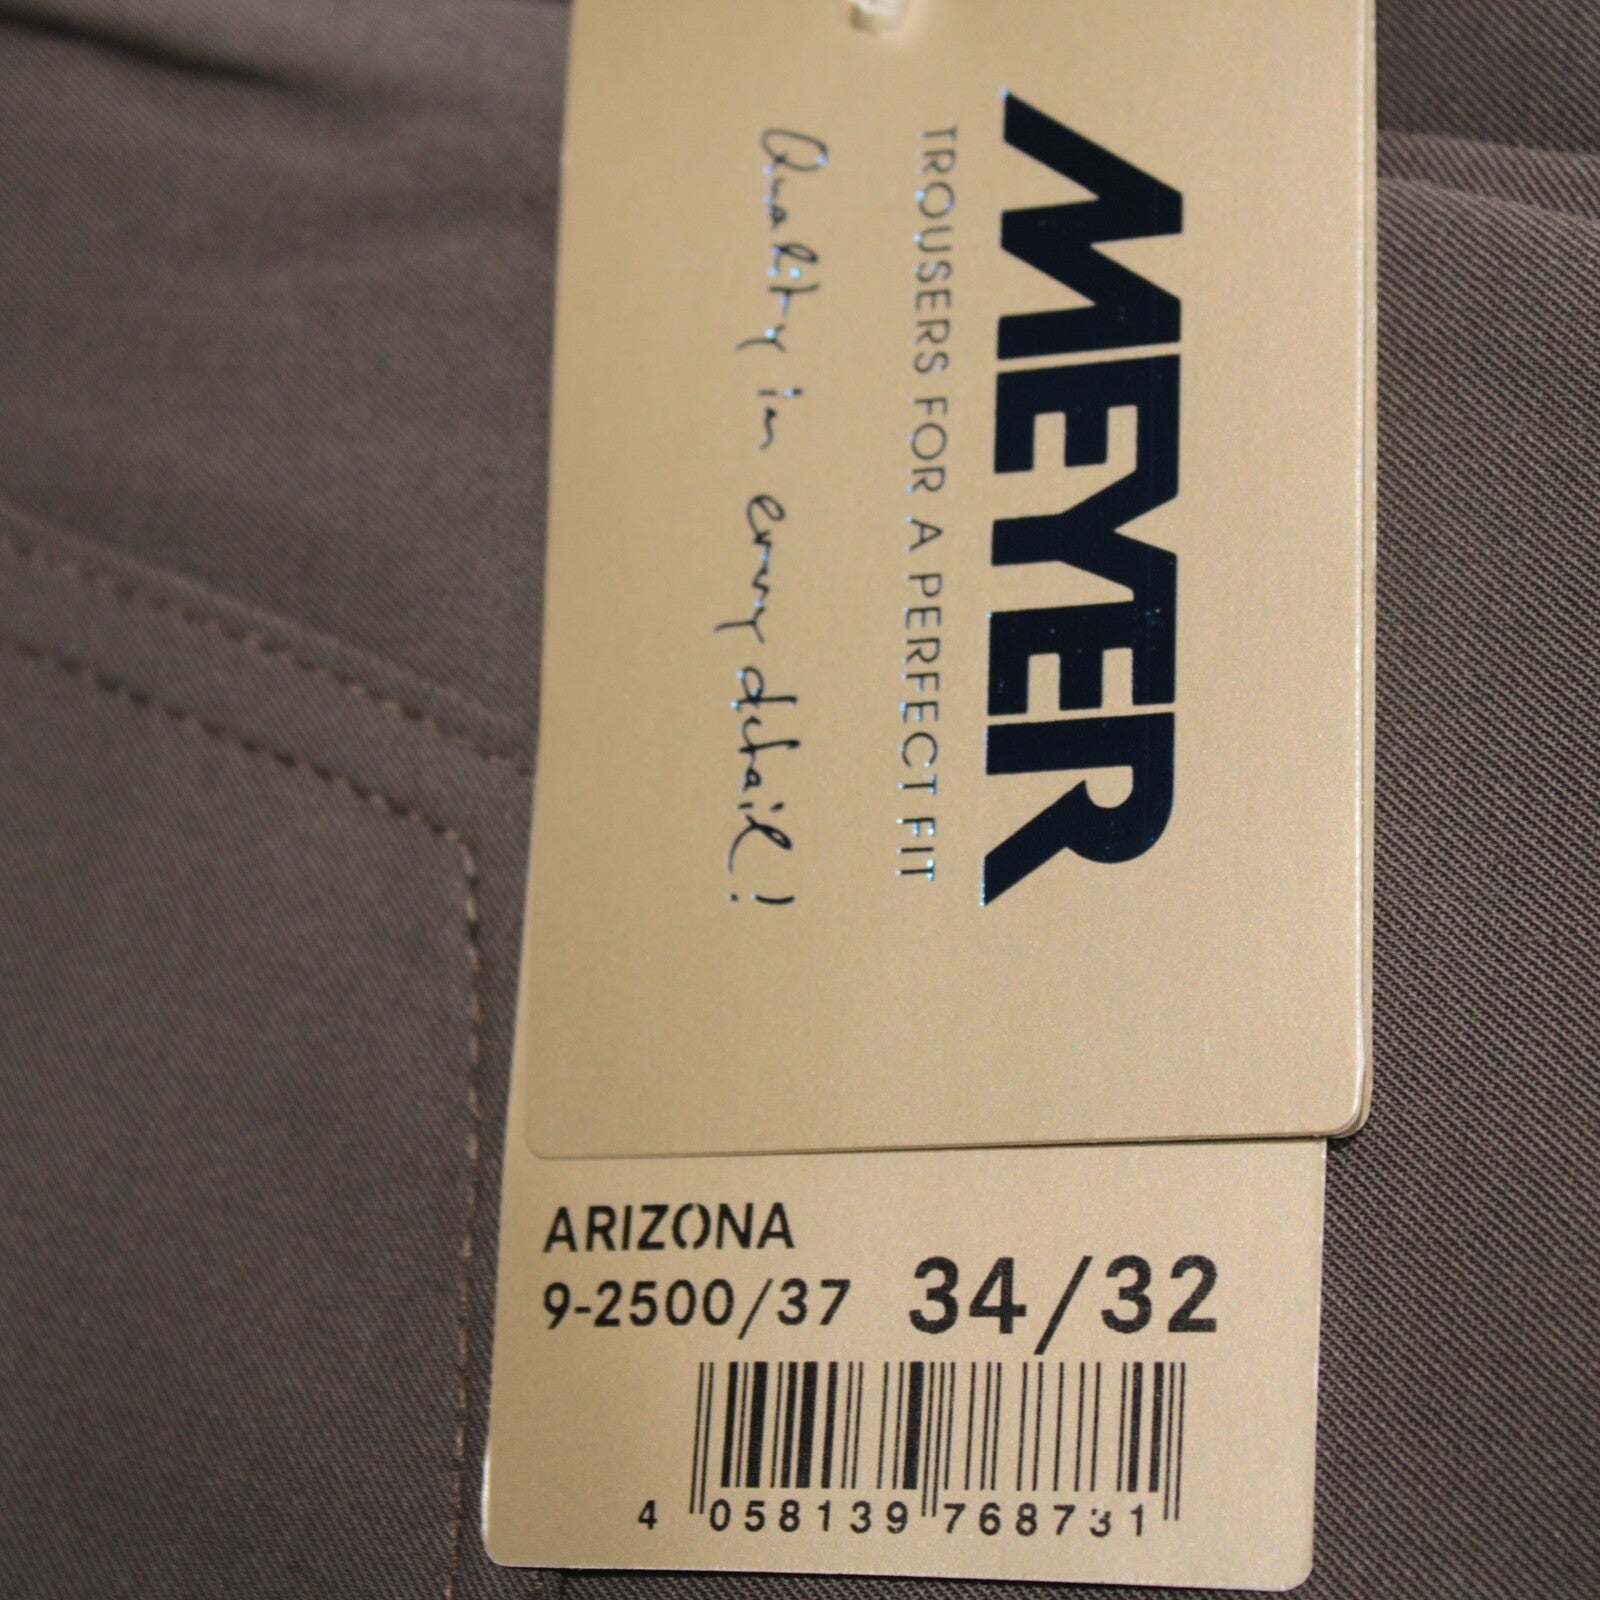 MEYER
TROUSERS FOR A PERFECT FIT
Quality in every detail!
ARIZONA
9-2500/37 34/32
4 058139 768731